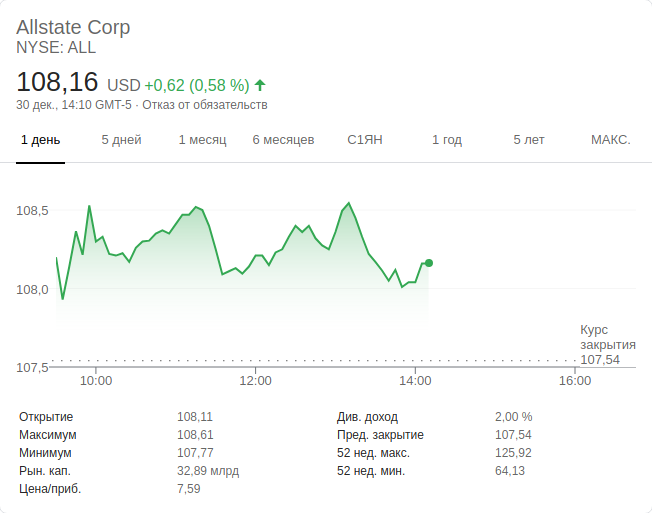 Allstate Corp
NYSE: ALL
108,16 USD +0,62 (0,58 %)
30 дек., 14:10 GMT-5 · Отказ от обязательств
1 день 5 дней 1 месяц 6 месяцев С1ЯН 1 год 5 лет МАКС.
108,5
108,0
Курс
закрытия
107,54
107,5
10:00 12:00 14:00 16:00
Открытие 108,11 Див. доход 2,00 %
Максимум 108,61 Пред. закрытие 107,54
Минимум 107,77 52 нед. макс. 125,92
Рын. кап. 32,89 млрд 52 нед. мин. 64,13
Цена/приб. 7,59